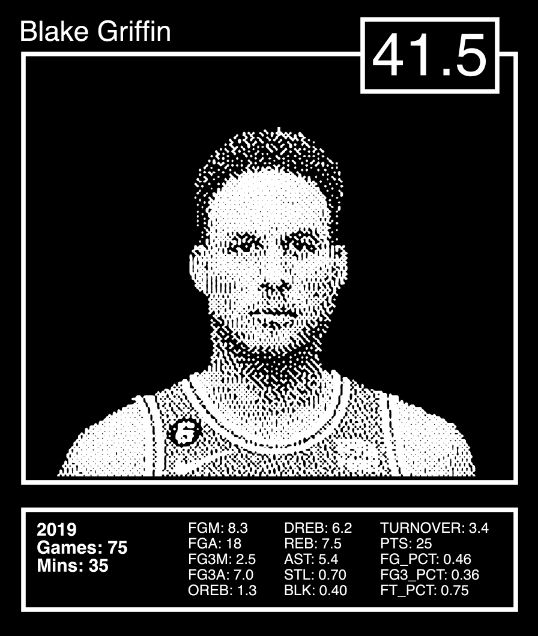 Blake Griffin
41.5
6
2019
Games: 75
Mins: 35
FGM: 8.3
FGA: 18
FG3M: 2.5
FG3A: 7.0
OREB: 1.3
DREB: 6.2
REB: 7.5
AST: 5.4
STL: 0.70
BLK: 0.40
TURNOVER: 3.4
PTS: 25
FG_PCT: 0.46
FG3_PCT: 0.36
FT_PCT: 0.75